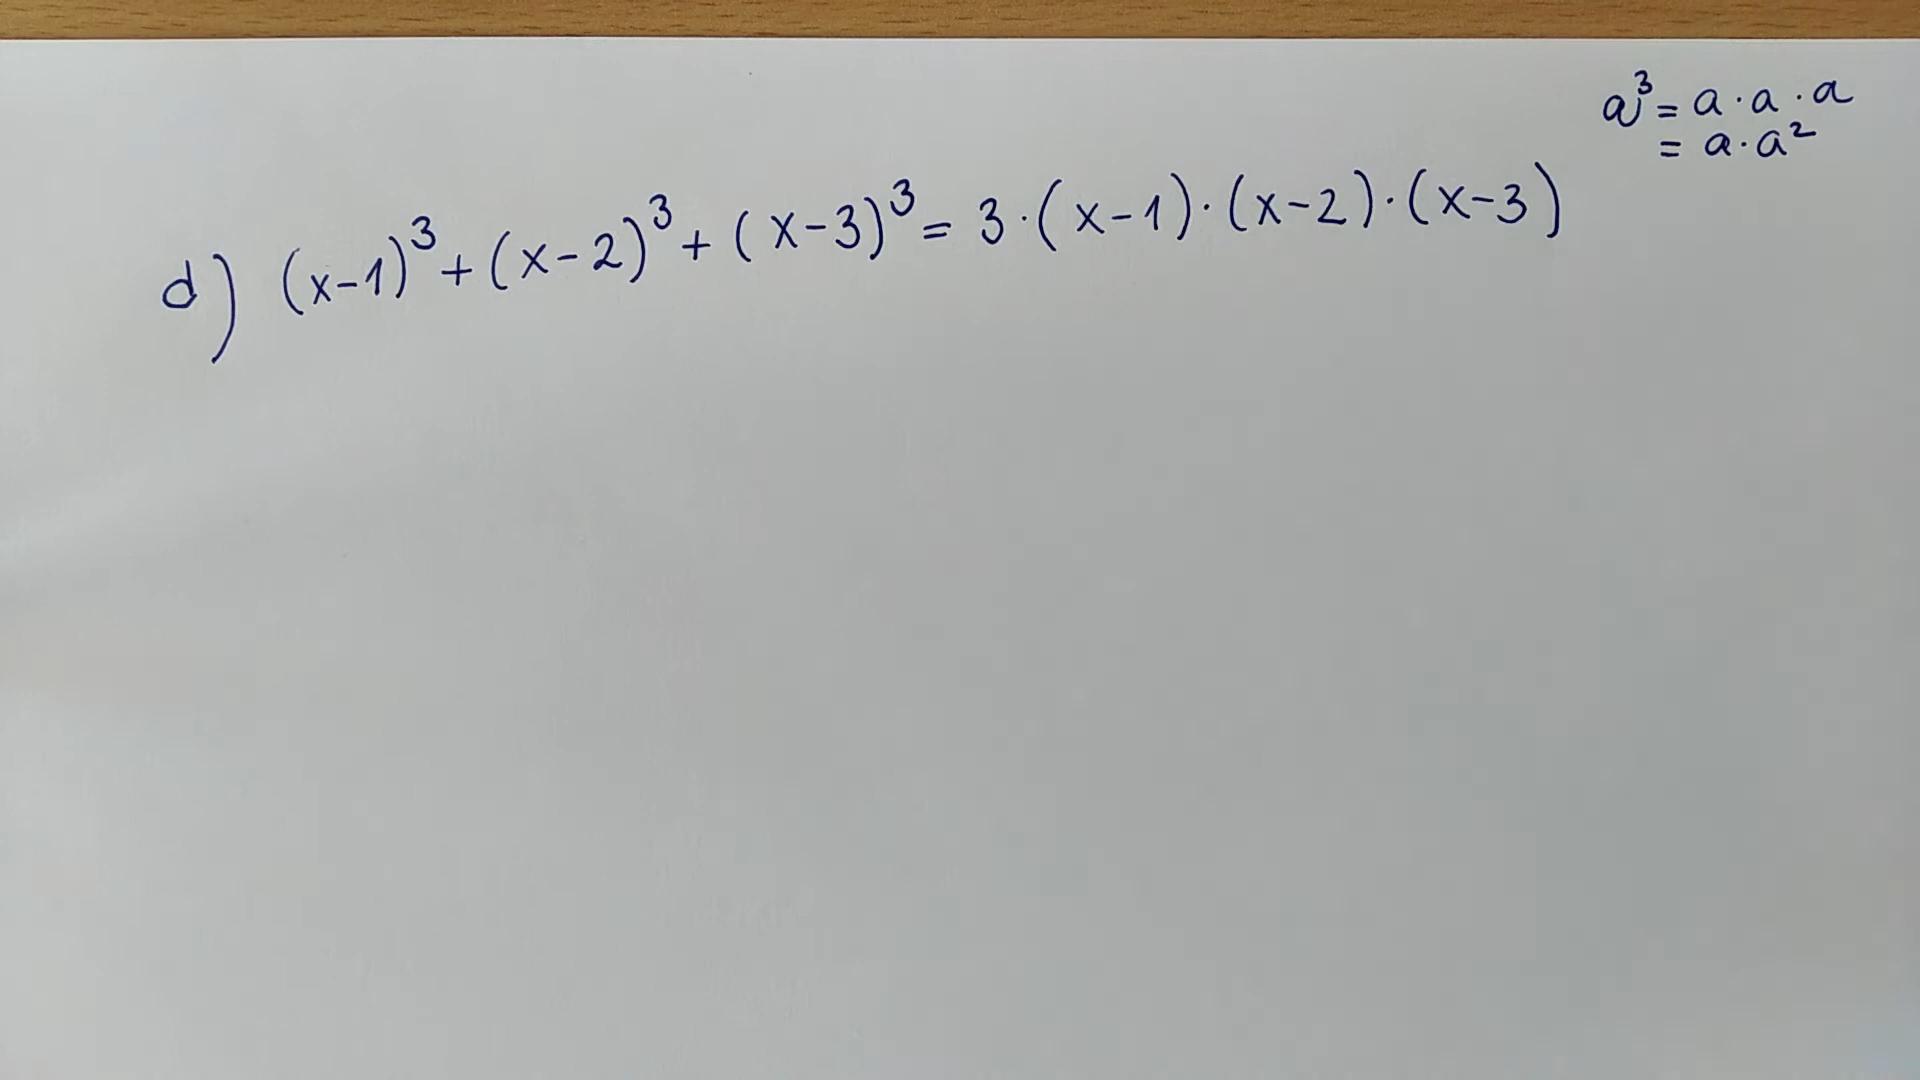 a³ = a · a · a
= a · a²
d) (x-1)³ + (x-2)³ + (x-3)³ = 3 · (x-1) · (x-2) · (x-3)